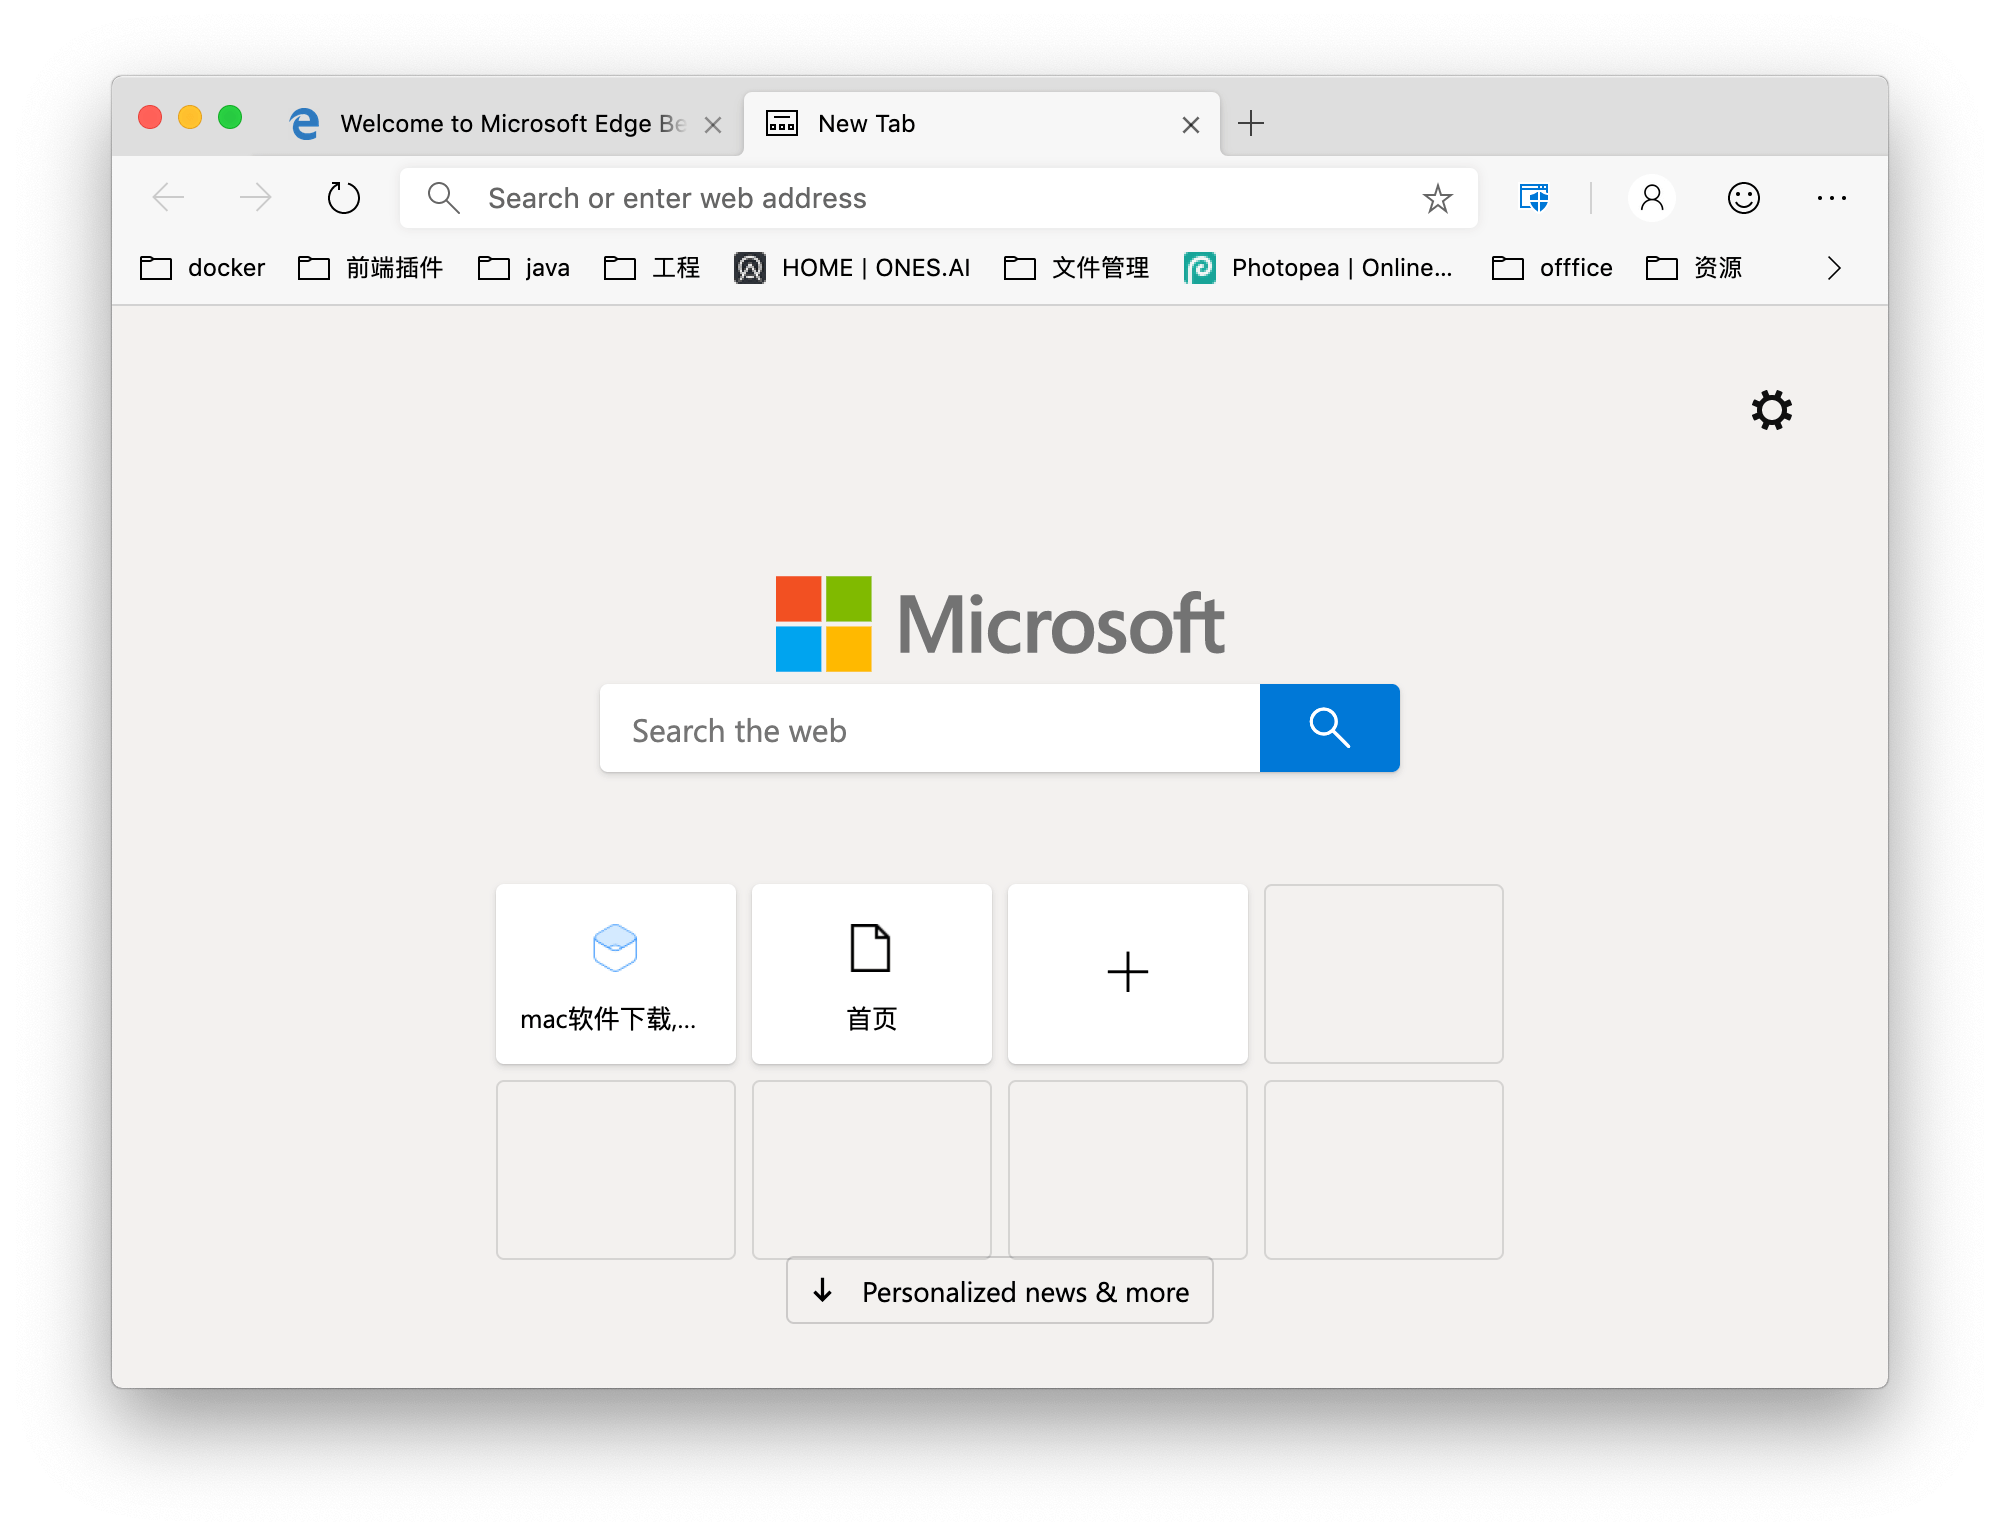 Welcome to Microsoft Edge Be
New Tab
Search or enter web address
docker
前端插件
java
工程
HOME | ONES.AI
文件管理
Photopea | Online...
offfice
资源
Microsoft
Search the web
mac软件下载,...
首页
Personalized news & more